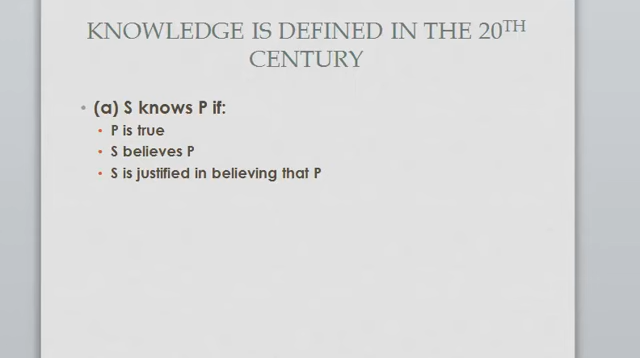 KNOWLEDGE IS DEFINED IN THE 20TH
CENTURY
• (a) S knows P if:
• P is true
• S believes P
• S is justified in believing that P